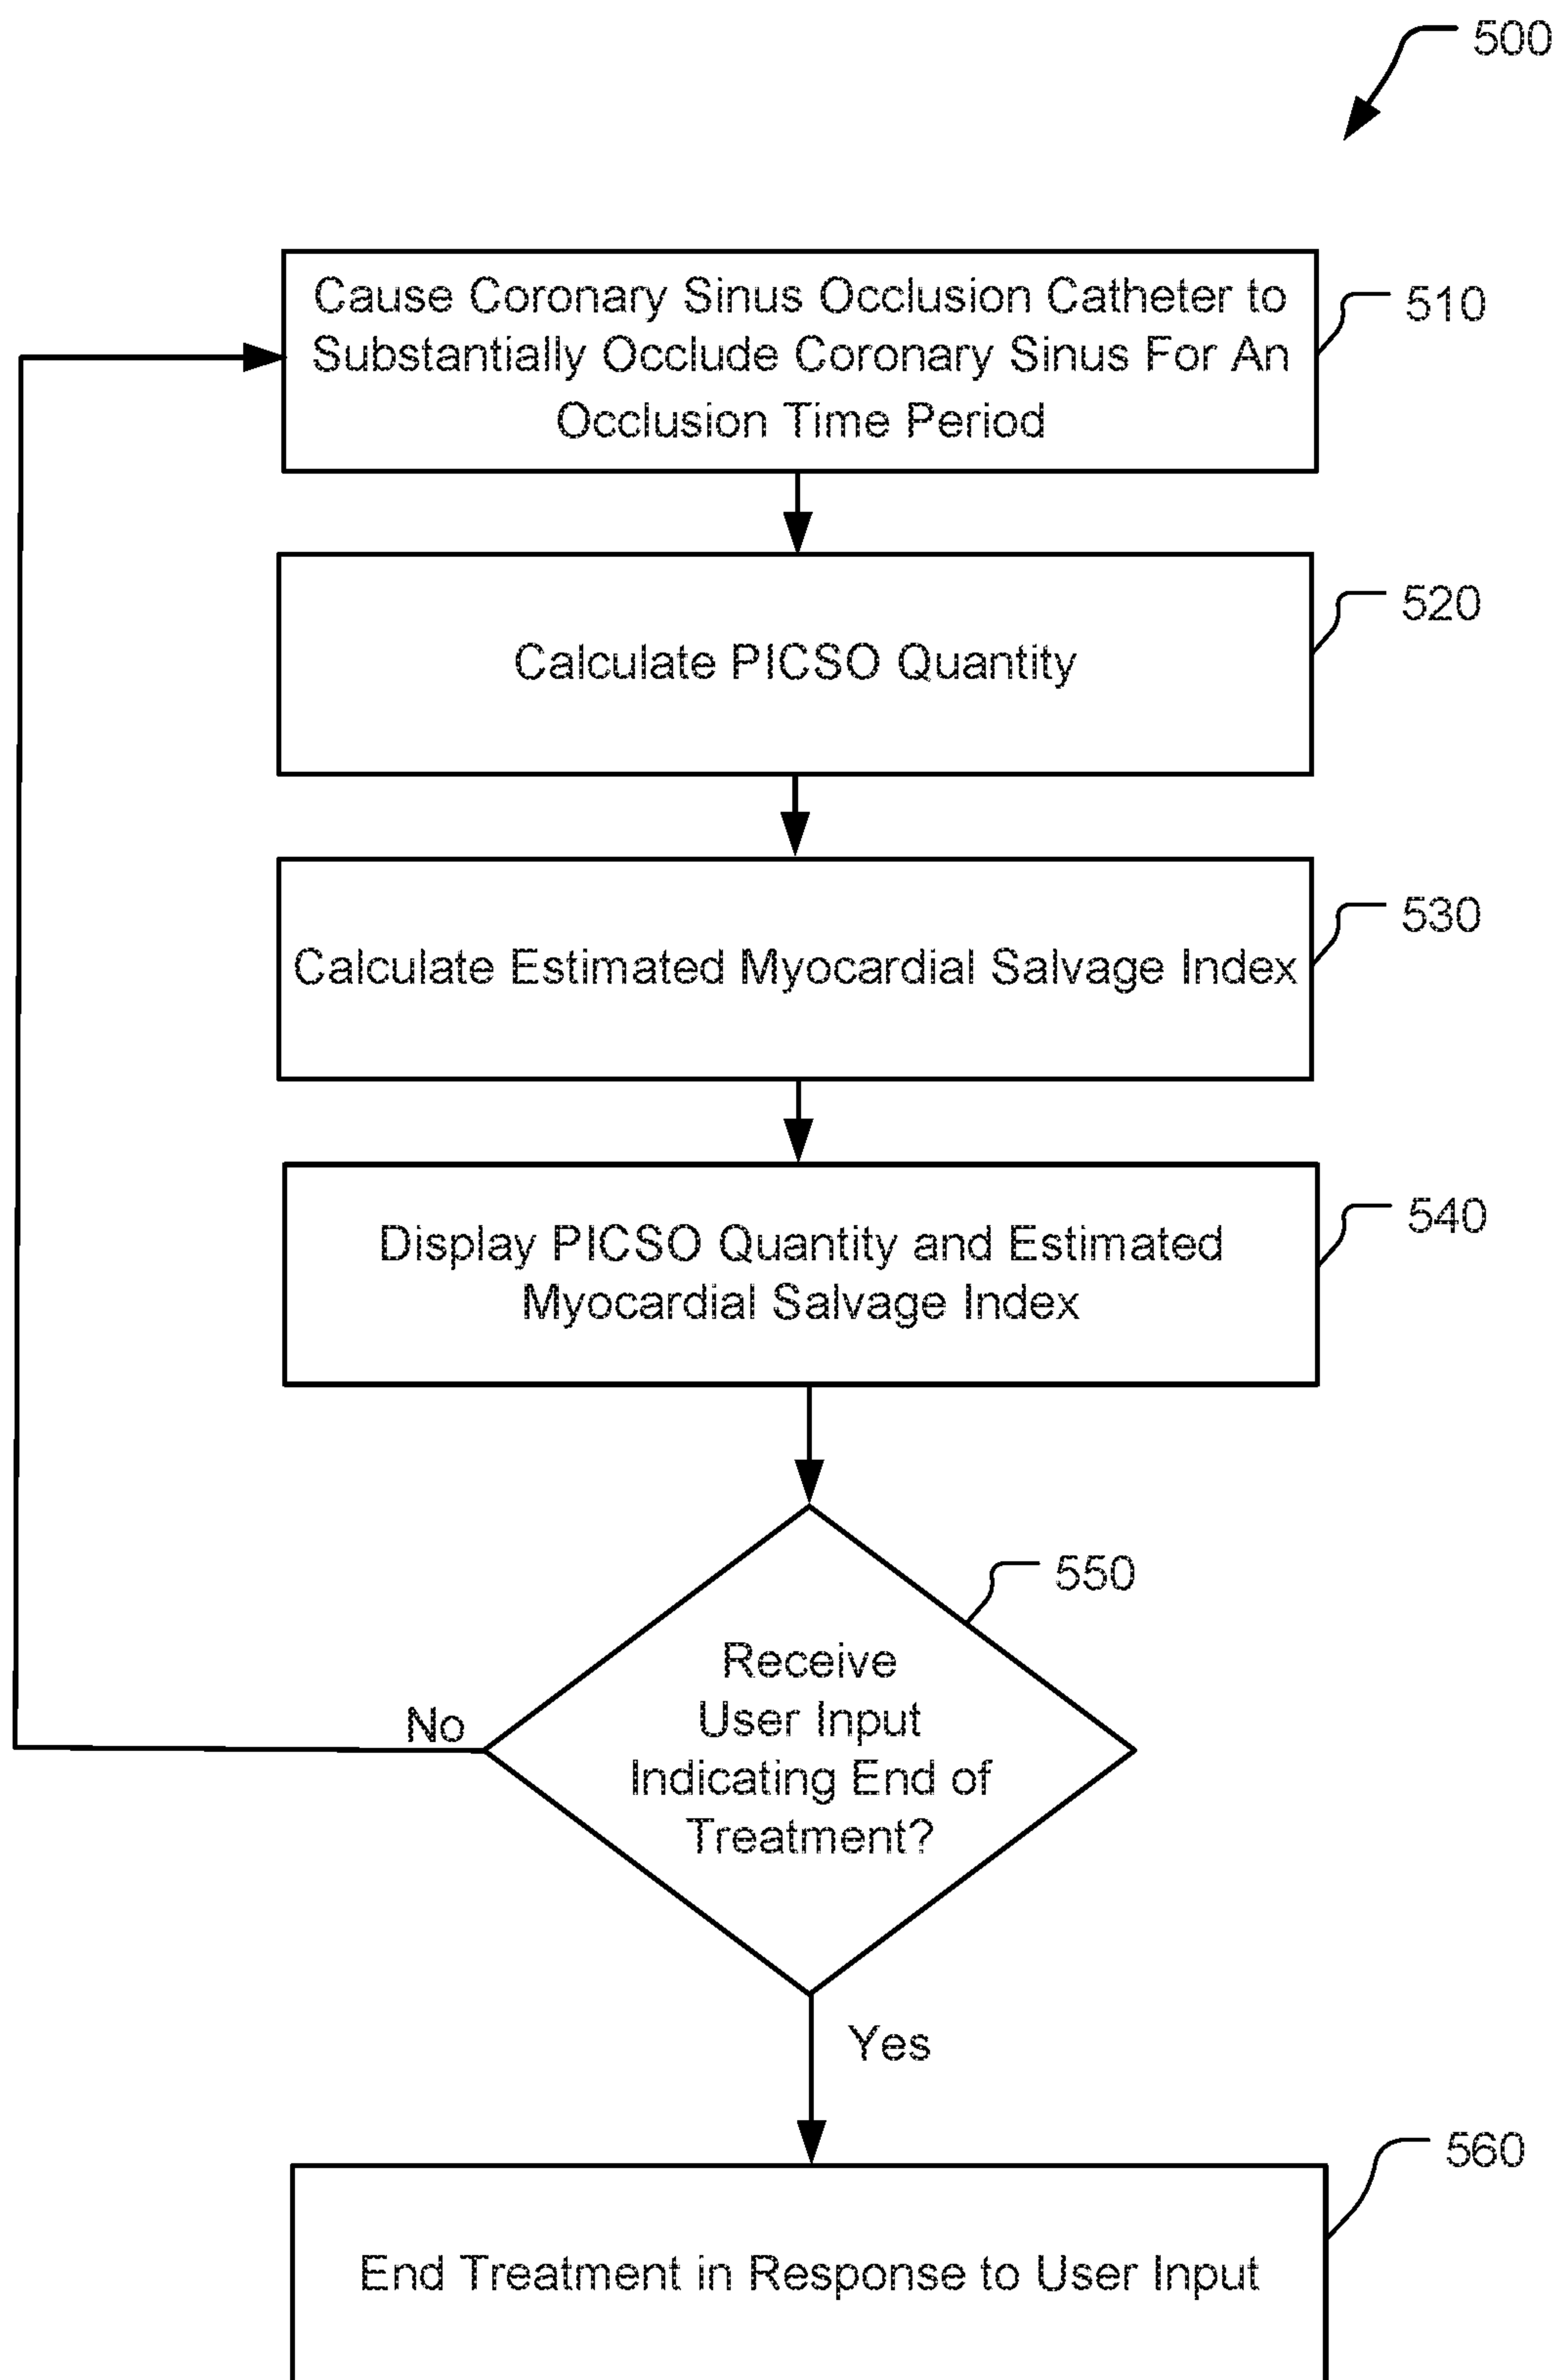 500
Cause Coronary Sinus Occlusion Catheter to
Substantially Occlude Coronary Sinus For An
Occlusion Time Period
510
Calculate PICSO Quantity
520
Calculate Estimated Myocardial Salvage Index
530
Display PICSO Quantity and Estimated
Myocardial Salvage Index
540
550
Receive
User Input
Indicating End of
Treatment?
No
Yes
560
End Treatment in Response to User Input